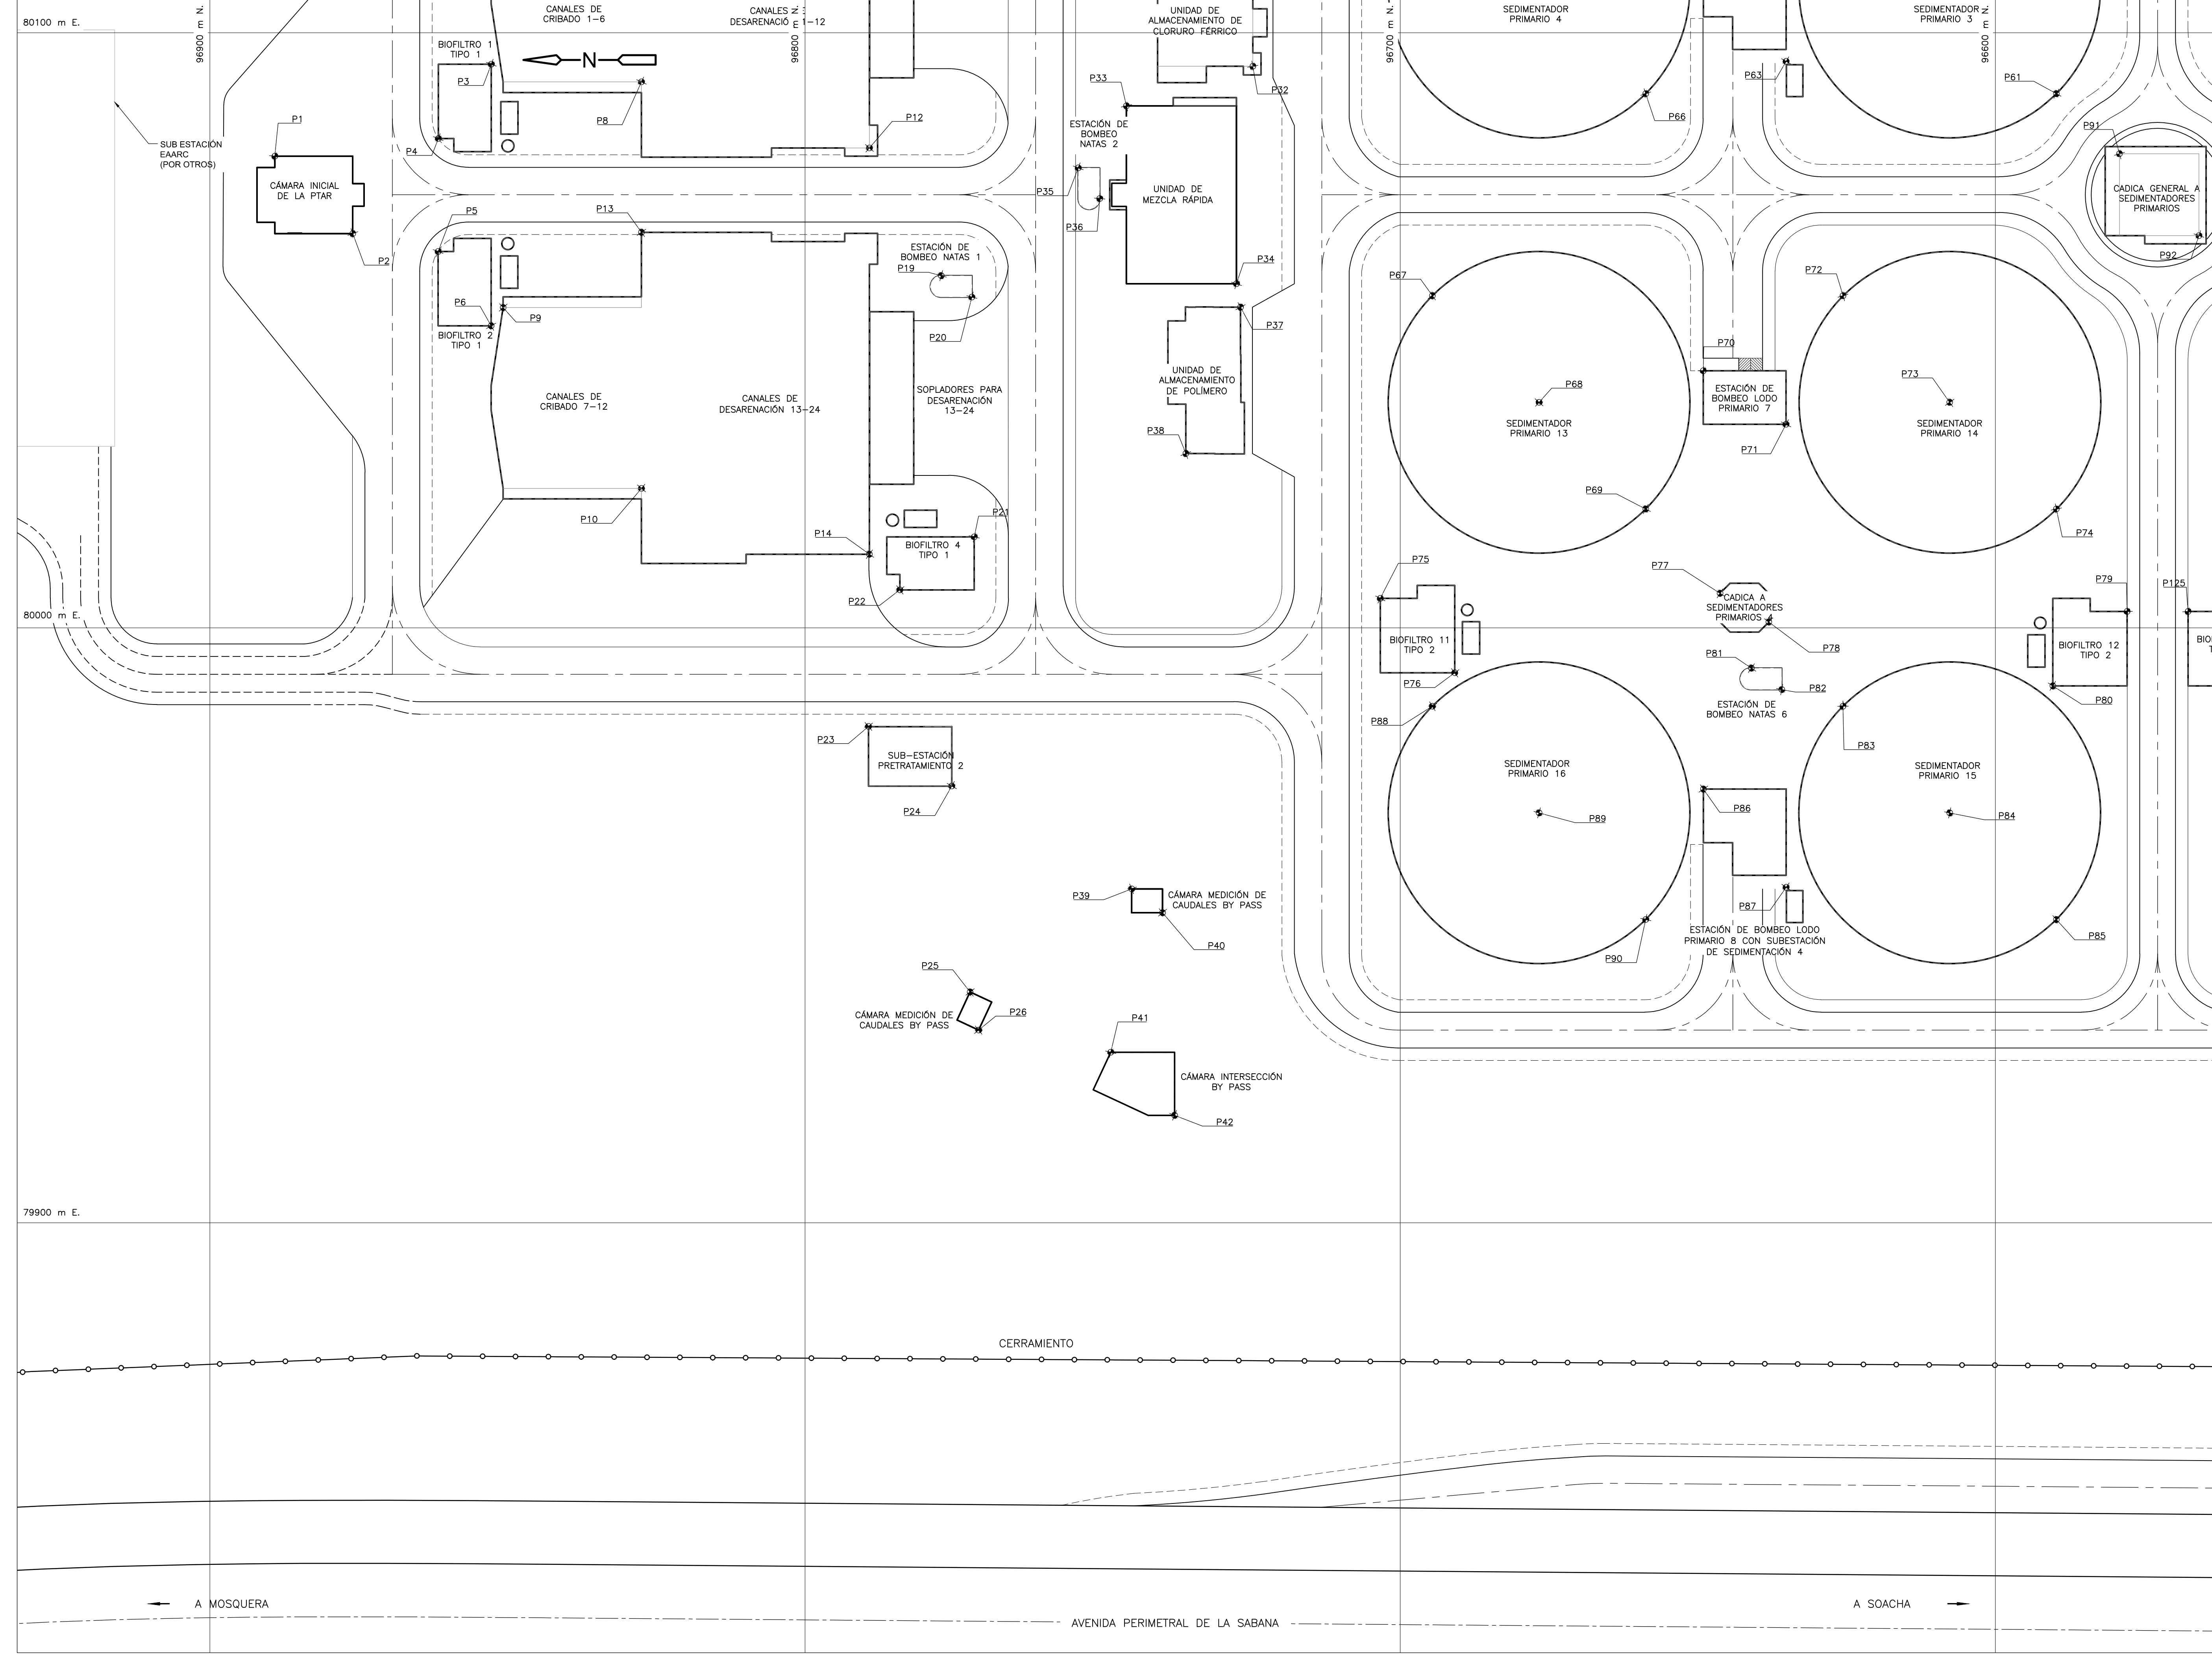 80100 m E.
96900 m N.
CANALES DE
CRIBADO 1-6
CANALES
DESARENACIÓ 1-12
96800 m N.
UNIDAD DE
ALMACENAMIENTO DE
CLORURO FÉRRICO
96700 m N.
SEDIMENTADOR
PRIMARIO 4
SEDIMENTADOR
PRIMARIO 3
96600 m N.
BIOFILTRO 1
TIPO 1
P3
N
P8
P4
P12
P33
P32
P63
P66
P61
P91
P1
SUB ESTACIÓN
EAARC
(POR OTROS)
CÁMARA INICIAL
DE LA PTAR
P2
ESTACIÓN DE
BOMBEO
NATAS 2
P35
P36
UNIDAD DE
MEZCLA RÁPIDA
P34
CADICA GENERAL A
SEDIMENTADORES
PRIMARIOS
P92
P5
P13
ESTACIÓN DE
BOMBEO NATAS 1
P19
P20
P6
P9
BIOFILTRO 2
TIPO 1
P37
P67
P72
P70
UNIDAD DE
ALMACENAMIENTO
DE POLÍMERO
P38
CANALES DE
CRIBADO 7-12
CANALES DE
DESARENACIÓN 13-24
SOPLADORES PARA
DESARENACIÓN
13-24
P68
SEDIMENTADOR
PRIMARIO 13
ESTACIÓN DE
BOMBEO LODO
PRIMARIO 7
P71
P73
SEDIMENTADOR
PRIMARIO 14
P69
P74
P10
P14
P21
BIOFILTRO 4
TIPO 1
P22
P75
P77
P79
P125
CADICA A
SEDIMENTADORES
PRIMARIOS 4
P78
80000 m E.
BIOFILTRO 11
TIPO 2
P76
BIOFILTRO 12
TIPO 2
P80
P81
P82
ESTACIÓN DE
BOMBEO NATAS 6
P88
P83
P23
SUB-ESTACIÓN
PRETRATAMIENTO 2
P24
SEDIMENTADOR
PRIMARIO 16
P89
P86
SEDIMENTADOR
PRIMARIO 15
P84
P39
CÁMARA MEDICIÓN DE
CAUDALES BY PASS
P40
P87
ESTACIÓN DE BOMBEO LODO
PRIMARIO 8 CON SUBESTACIÓN
DE SEDIMENTACIÓN 4
P90
P85
P25
CÁMARA MEDICIÓN DE
CAUDALES BY PASS
P26
P41
CÁMARA INTERSECCIÓN
BY PASS
P42
79900 m E.
CERRAMIENTO
A MOSQUERA
AVENIDA PERIMETRAL DE LA SABANA
A SOACHA